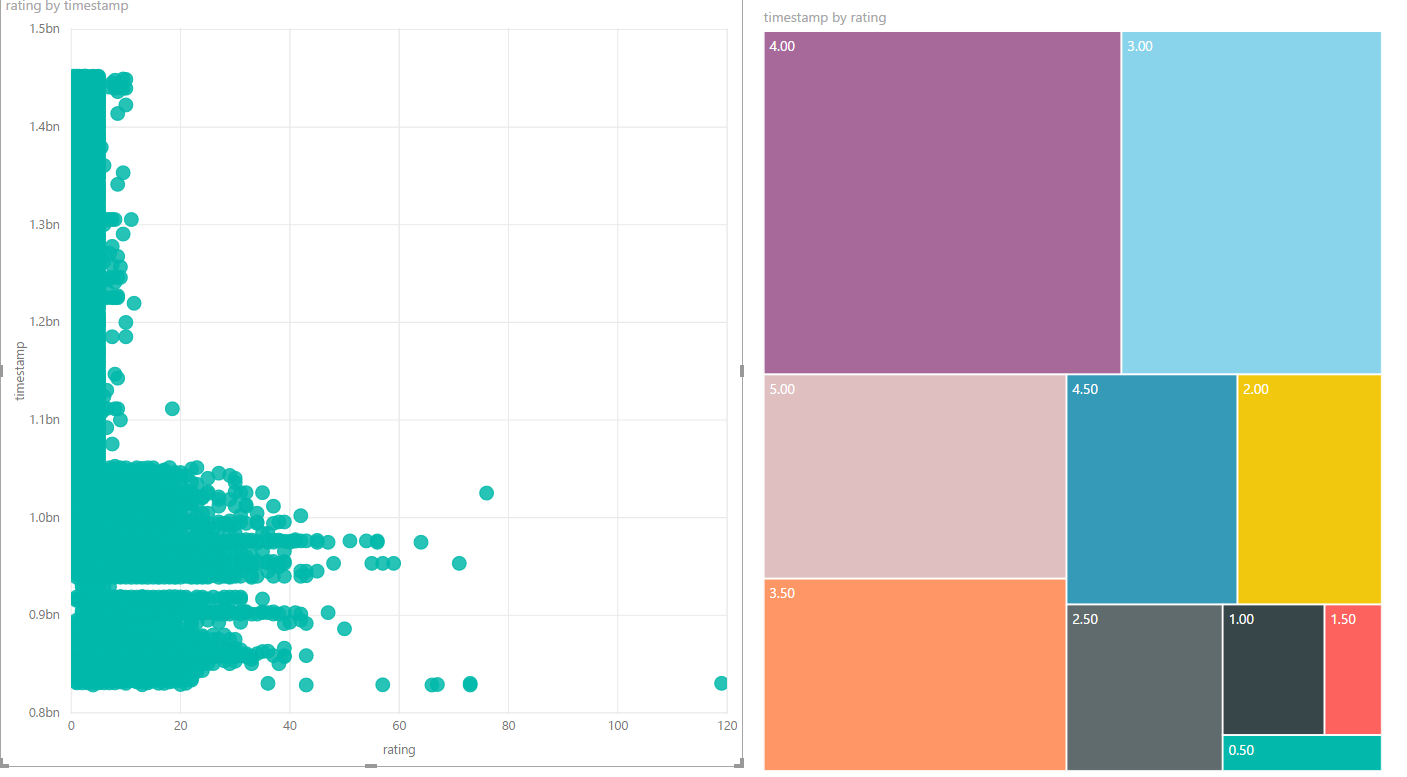 rating by timestamp
1.5bn
1.4bn
1.3bn
1.2bn
1.1bn
1.0bn
0.9bn
0.8bn
timestamp
0 20 40 60 80 100 120
rating
timestamp by rating
4.00 3.00
5.00 4.50 2.00
3.50
2.50 1.00 1.50
0.50